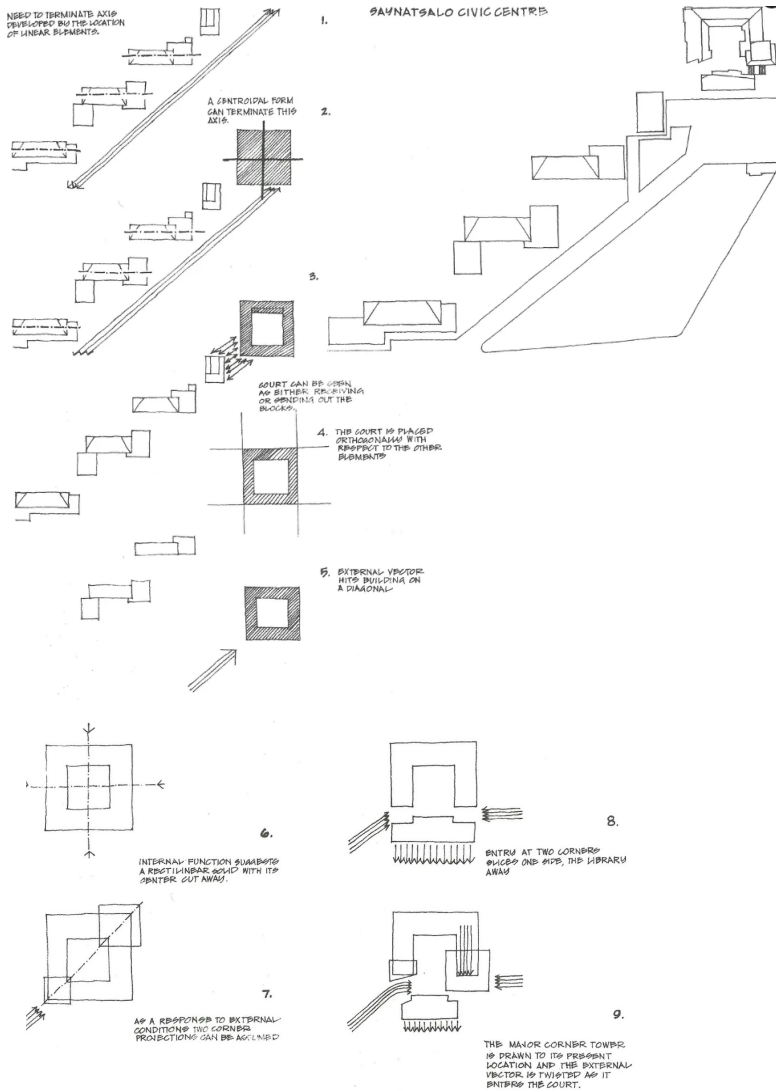 SAYNATSALO CIVIC CENTRE
NEED TO TERMINATE AXIS
DEVELOPED BY THE LOCATION
OF LINEAR ELEMENTS.
1.
A CENTROIDAL FORM
CAN TERMINATE THIS
AXIS.
2.
3.
COURT CAN BE SEEN
AS EITHER RECEIVING
OR SENDING OUT THE
BLOCKS.
4. THE COURT IS PLACED
ORTHOGONALLY WITH
RESPECT TO THE OTHER
ELEMENTS
5. EXTERNAL VECTOR
HITS BUILDING ON
A DIAGONAL
6.
INTERNAL FUNCTION SUGGESTS
A RECTILINEAR SOLID WITH ITS
CENTER CUT AWAY.
7.
AS A RESPONSE TO EXTERNAL
CONDITIONS TWO CORNER
PROJECTIONS CAN BE ASSUMED
8.
ENTRY AT TWO CORNERS
SLICES ONE SIDE, THE LIBRARY
AWAY
9.
THE MAJOR CORNER TOWER
IS DRAWN TO ITS PRESENT
LOCATION AND THE EXTERNAL
VECTOR IS TWISTED AS IT
ENTERS THE COURT.